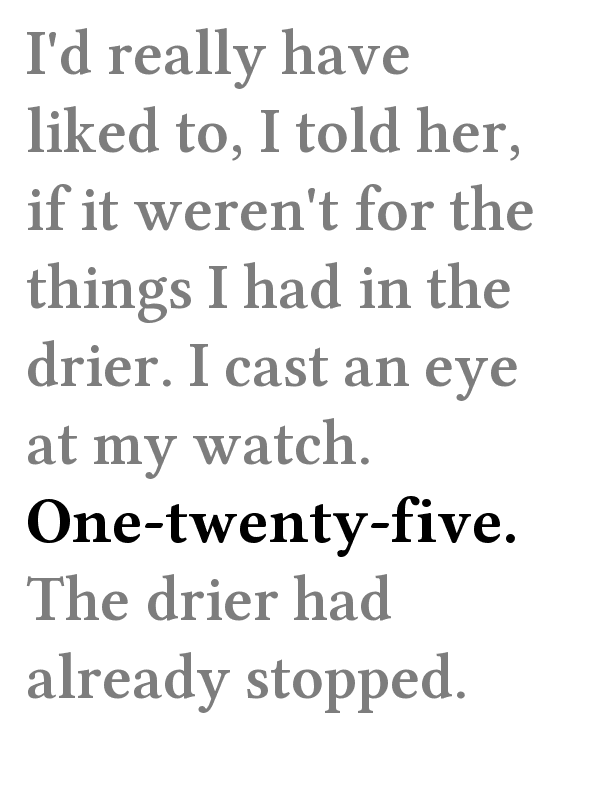 I'd really have
liked to, I told her,
if it weren't for the
things I had in the
drier. I cast an eye
at my watch.
One-twenty-five.
The drier had
already stopped.